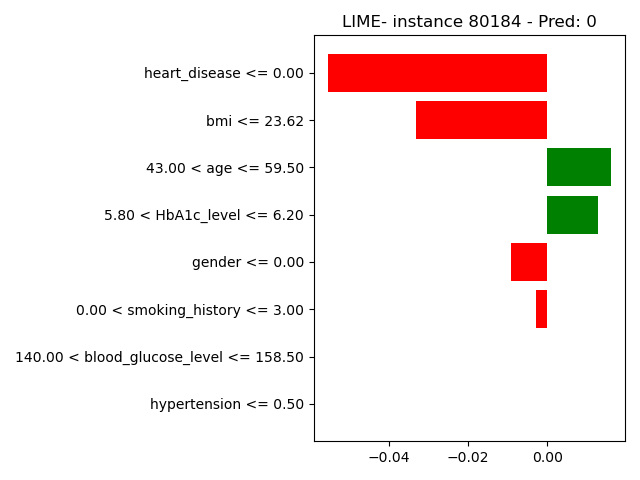 LIME- instance 80184 - Pred: 0
heart_disease <= 0.00
bmi <= 23.62
43.00 < age <= 59.50
5.80 < HbA1c_level <= 6.20
gender <= 0.00
0.00 < smoking_history <= 3.00
140.00 < blood_glucose_level <= 158.50
hypertension <= 0.50
−0.04 −0.02 0.00